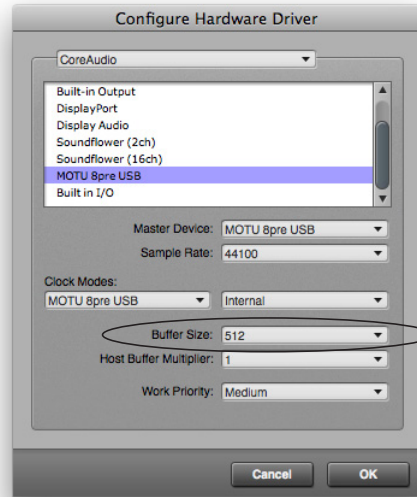 Configure Hardware Driver
CoreAudio
Built-in Output
DisplayPort
Display Audio
Soundflower (2ch)
Soundflower (16ch)
MOTU 8pre USB
Built in I/O
Master Device: MOTU 8pre USB
Sample Rate: 44100
Clock Modes:
MOTU 8pre USB Internal
Buffer Size: 512
Host Buffer Multiplier: 1
Work Priority: Medium
Cancel OK